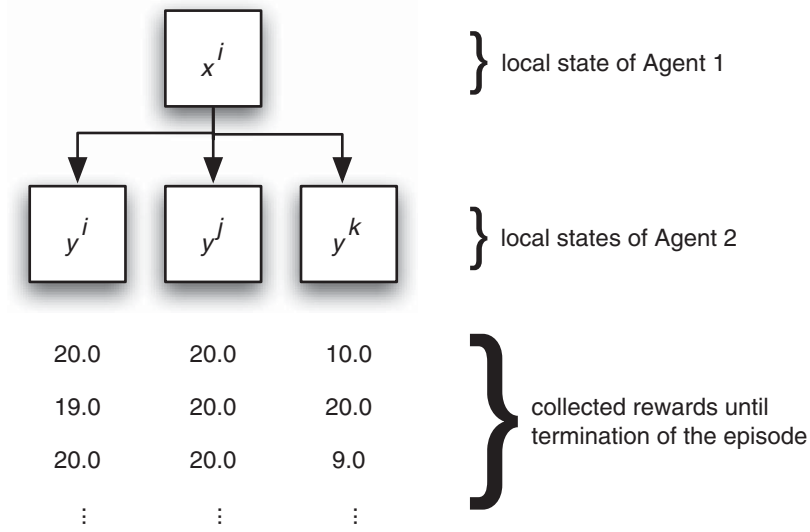 x^i
local state of Agent 1
y^i y^j y^k
local states of Agent 2
20.0 20.0 10.0
19.0 20.0 20.0
20.0 20.0 9.0
⋮ ⋮ ⋮
collected rewards until
termination of the episode